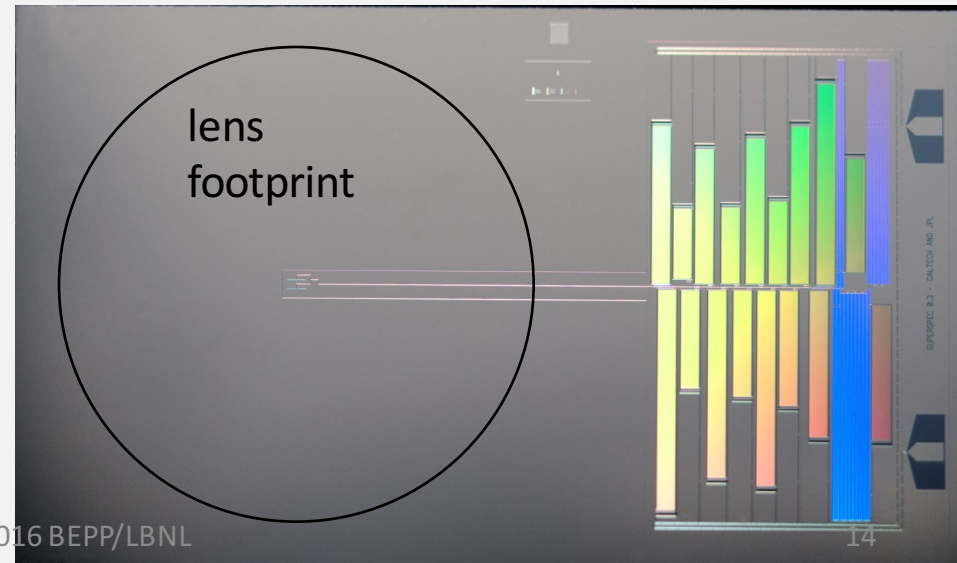 lens
footprint
SUPERSPEC 0.3 - CALTECH AND JPL
016 BEPP/LBNL
14